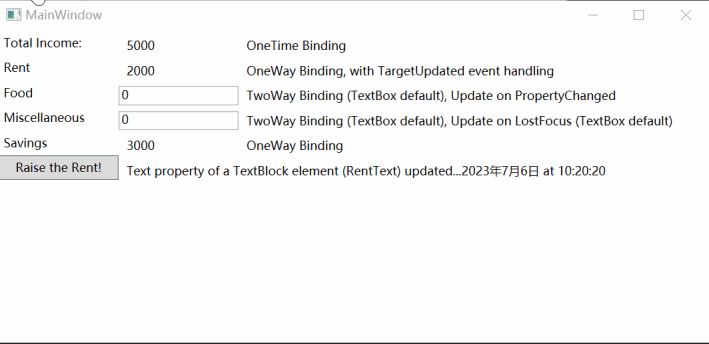 MainWindow
Total Income: 5000 OneTime Binding
Rent 2000 OneWay Binding, with TargetUpdated event handling
Food 0 TwoWay Binding (TextBox default), Update on PropertyChanged
Miscellaneous 0 TwoWay Binding (TextBox default), Update on LostFocus (TextBox default)
Savings 3000 OneWay Binding
Raise the Rent! Text property of a TextBlock element (RentText) updated...2023年7月6日 at 10:20:20